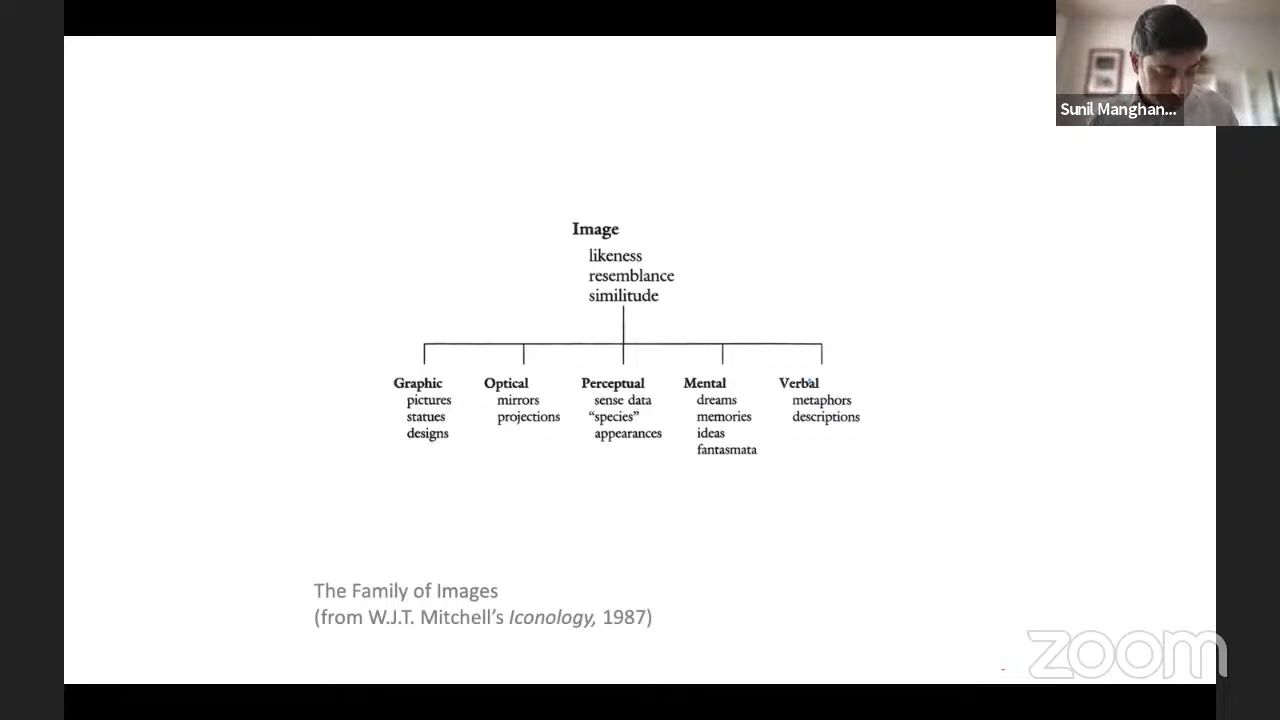 Sunil Manghan...
Image
likeness
resemblance
similitude
Graphic
pictures
statues
designs
Optical
mirrors
projections
Perceptual
sense data
“species”
appearances
Mental
dreams
memories
ideas
fantasmata
Verbal
metaphors
descriptions
The Family of Images
(from W.J.T. Mitchell’s Iconology, 1987)
zoom